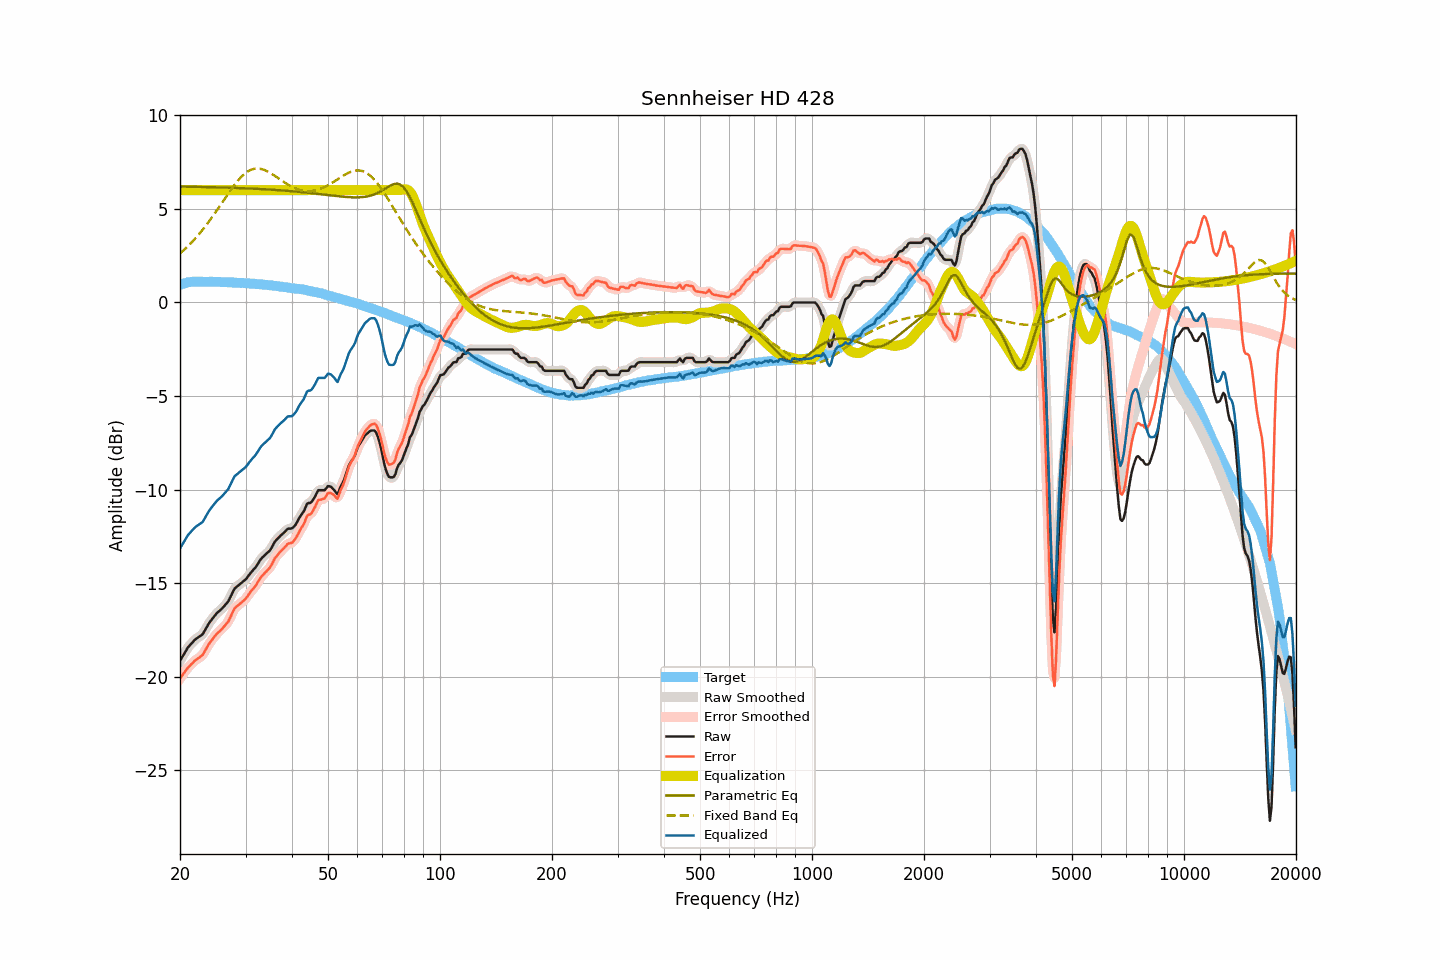 Sennheiser HD 428
10
5
0
−5
−10
−15
−20
−25
Amplitude (dBr)
Target
Raw Smoothed
Error Smoothed
Raw
Error
Equalization
Parametric Eq
Fixed Band Eq
Equalized
20 50 100 200 500 1000 2000 5000 10000 20000
Frequency (Hz)